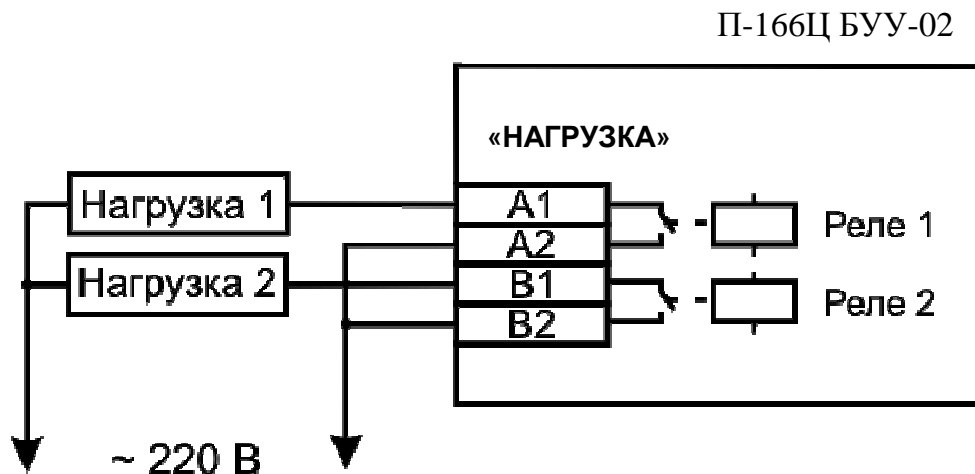 П-166Ц БУУ-02
«НАГРУЗКА»
Нагрузка 1
A1
Реле 1
A2
Нагрузка 2
B1
Реле 2
B2
~ 220 В